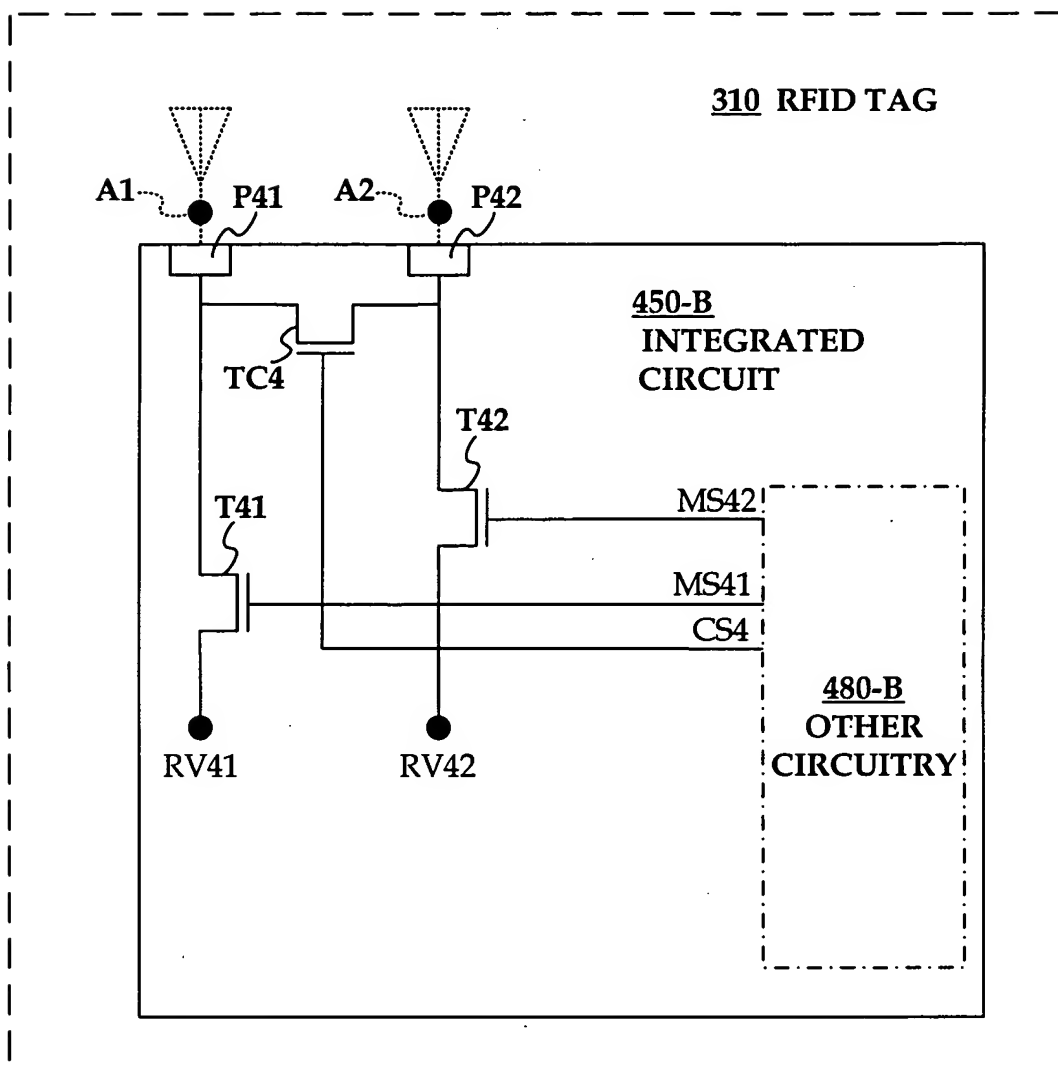 310 RFID TAG
A1
P41
A2
P42
450-B
INTEGRATED
CIRCUIT
TC4
T42
T41
MS42
MS41
CS4
480-B
OTHER
CIRCUITRY
RV41
RV42